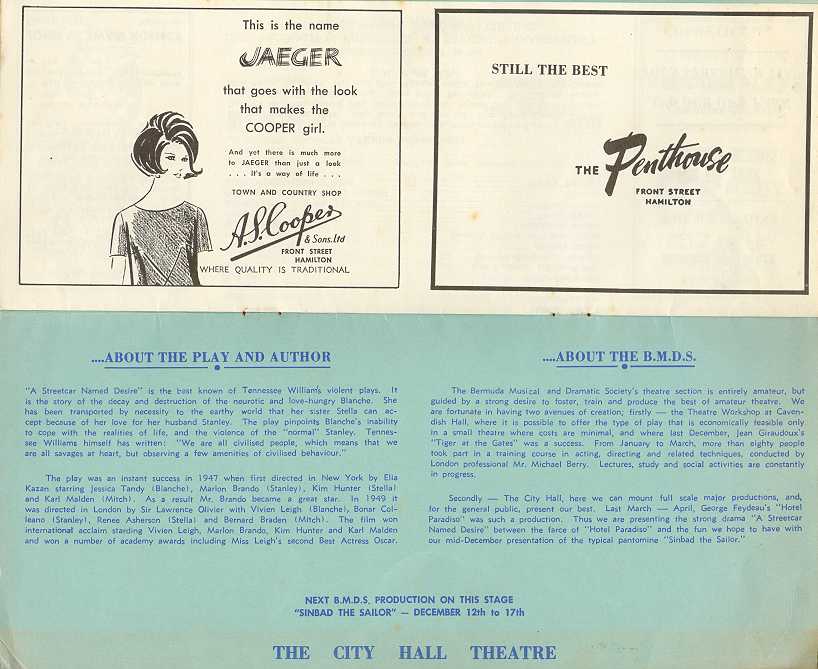 This is the name
JAEGER
that goes with the look
that makes the
COOPER girl.
And yet there is much more
to JAEGER than just a look
. . . It's a way of life . . .
TOWN AND COUNTRY SHOP
A.S. Cooper
& Sons. Ltd
FRONT STREET
HAMILTON
WHERE QUALITY IS TRADITIONAL
STILL THE BEST
THE Penthouse
FRONT STREET
HAMILTON
....ABOUT THE PLAY AND AUTHOR
"A Streetcar Named Desire" is the best known of Tennessee William's violent plays. It
is the story of the decay and destruction of the neurotic and love-hungry Blanche. She
has been transported by necessity to the earthy world that her sister Stella can ac-
cept because of her love for her husband Stanley. The play pinpoints Blanche's inability
to cope with the realities of life, and the violence of the "normal" Stanley. Tennes-
see Williams himself has written: "We are all civilised people, which means that we
are all savages at heart, but observing a few amenities of civilised behaviour."
The play was an instant success in 1947 when first directed in New York by Elia
Kazan starring Jessica Tandy (Blanche), Marlon Brando (Stanley), Kim Hunter (Stella)
and Karl Malden (Mitch). As a result Mr. Brando became a great star. In 1949 it
was directed in London by Sir Lawrence Olivier with Vivien Leigh (Blanche), Bonar Col-
leano (Stanley), Renee Asherson (Stella) and Bernard Braden (Mitch). The film won
international acclaim starring Vivien Leigh, Marlon Brando, Kim Hunter and Karl Malden
and won a number of academy awards including Miss Leigh's second Best Actress Oscar.
....ABOUT THE B.M.D.S.
The Bermuda Musical and Dramatic Society's theatre section is entirely amateur, but
guided by a strong desire to foster, train and produce the best of amateur theatre. We
are fortunate in having two avenues of creation; firstly — the Theatre Workshop at Caven-
dish Hall, where it is possible to offer the type of play that is economically feasible only
in a small theatre where costs are minimal, and where last December, Jean Giraudoux's
"Tiger at the Gates" was a success. From January to March, more than eighty people
took part in a training course in acting, directing and related techniques, conducted by
London professional Mr. Michael Berry. Lectures, study and social activities are constantly
in progress.
Secondly — The City Hall, here we can mount full scale major productions, and,
for the general public, present our best. Last March — April, George Feydeau's "Hotel
Paradiso" was such a production. Thus we are presenting the strong drama "A Streetcar
Named Desire" between the farce of "Hotel Paradiso" and the fun we hope to have with
our mid-December presentation of the typical pantomine "Sinbad the Sailor."
NEXT B.M.D.S. PRODUCTION ON THIS STAGE
"SINBAD THE SAILOR" — DECEMBER 12th to 17th
THE CITY HALL THEATRE